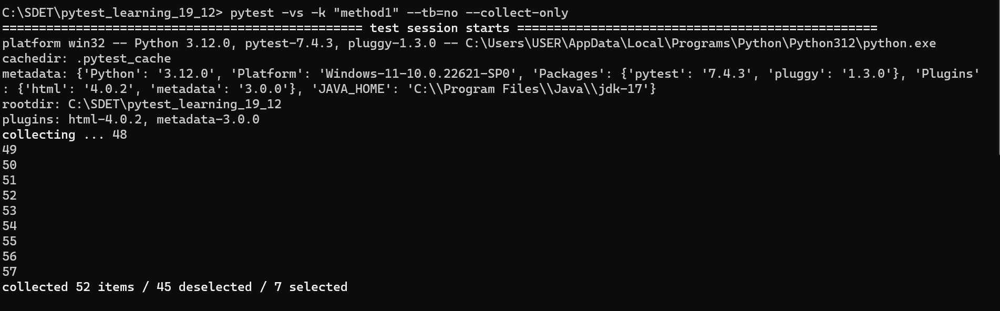 C:\SDET\pytest_learning_19_12> pytest -vs -k "method1" --tb=no --collect-only
================================================= test session starts =================================================
platform win32 -- Python 3.12.0, pytest-7.4.3, pluggy-1.3.0 -- C:\Users\USER\AppData\Local\Programs\Python\Python312\python.exe
cachedir: .pytest_cache
metadata: {'Python': '3.12.0', 'Platform': 'Windows-11-10.0.22621-SP0', 'Packages': {'pytest': '7.4.3', 'pluggy': '1.3.0'}, 'Plugins'
: {'html': '4.0.2', 'metadata': '3.0.0'}, 'JAVA_HOME': 'C:\\Program Files\\Java\\jdk-17'}
rootdir: C:\SDET\pytest_learning_19_12
plugins: html-4.0.2, metadata-3.0.0
collecting ... 48
49
50
51
52
53
54
55
56
57
collected 52 items / 45 deselected / 7 selected